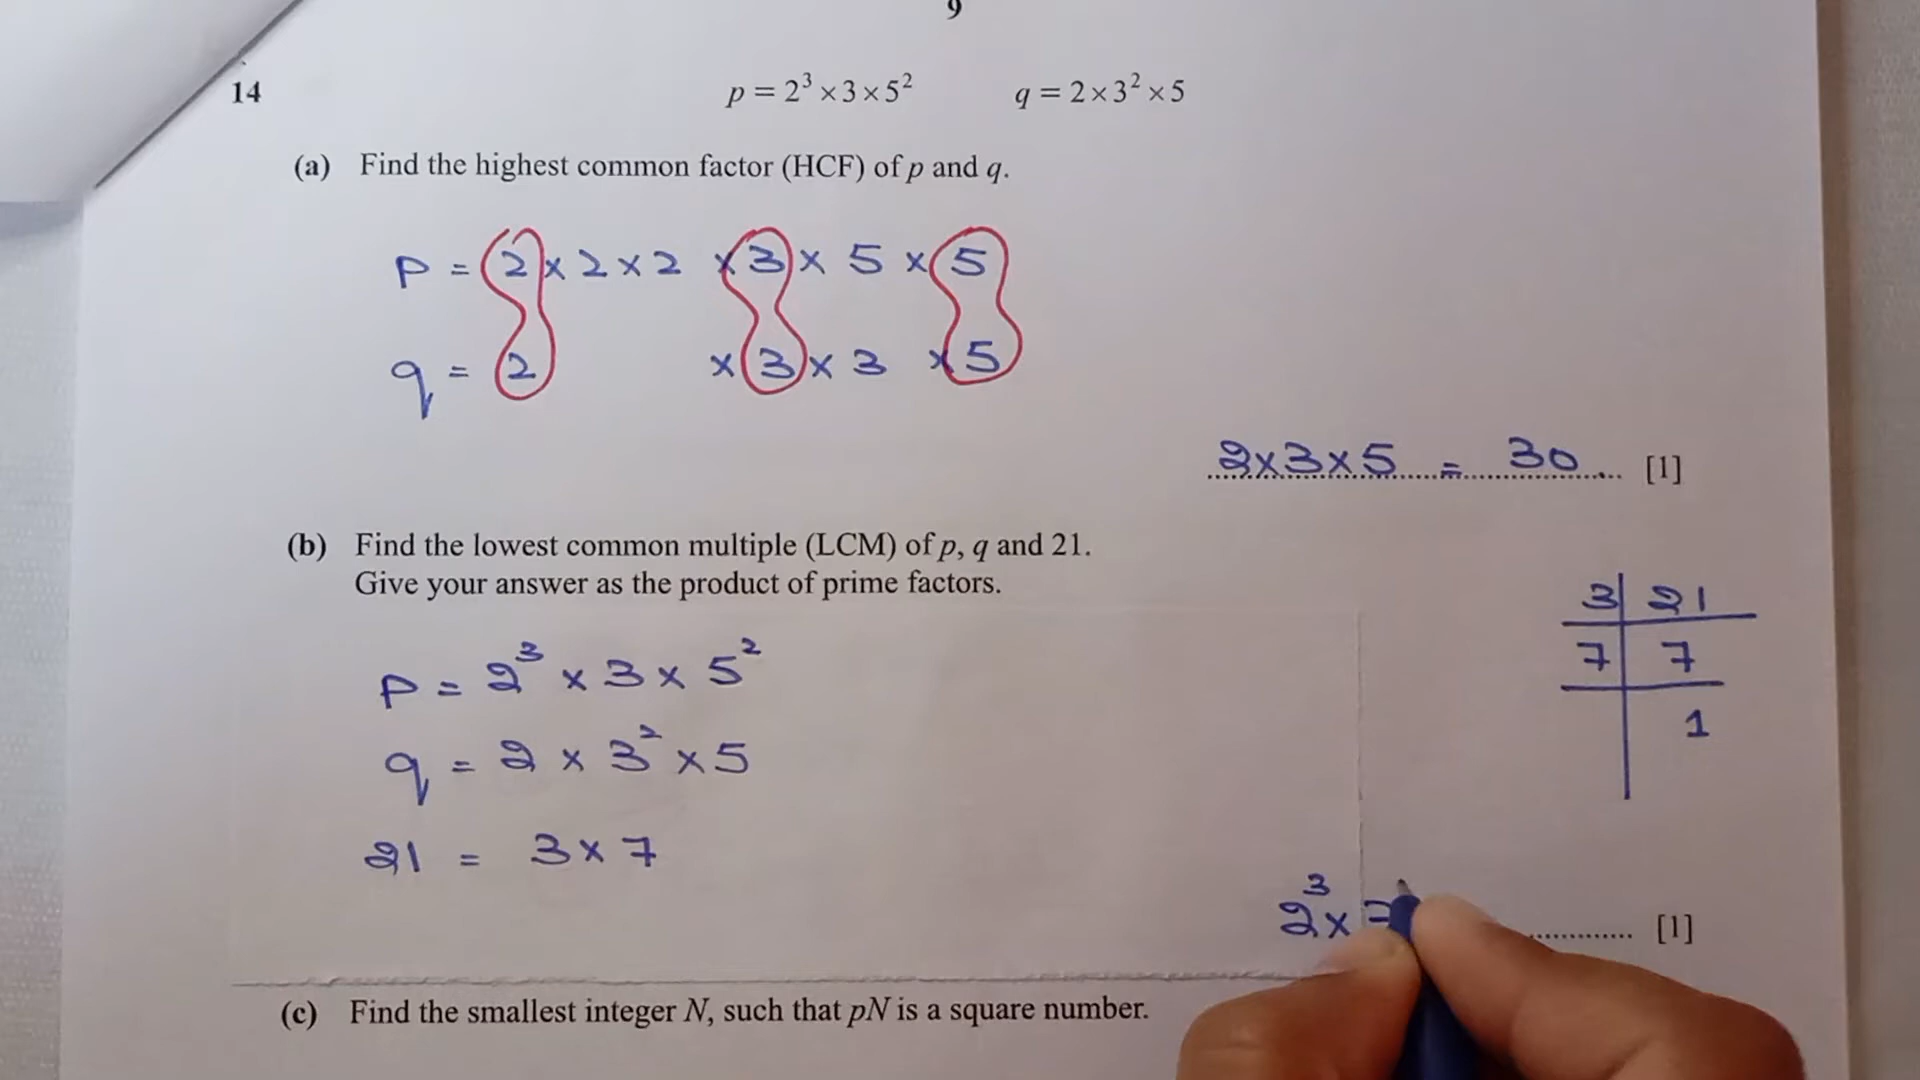 9
14 p = 2³ × 3 × 5² q = 2 × 3² × 5
(a) Find the highest common factor (HCF) of p and q.
P = 2 × 2 × 2 × 3 × 5 × 5
q = 2 × 3 × 3 × 5
2×3×5 = 30 [1]
(b) Find the lowest common multiple (LCM) of p, q and 21.
Give your answer as the product of prime factors.
3 21
7 7
1
P = 2³ × 3 × 5²
q = 2 × 3² × 5
21 = 3 × 7
2³ × [1]
(c) Find the smallest integer N, such that pN is a square number.